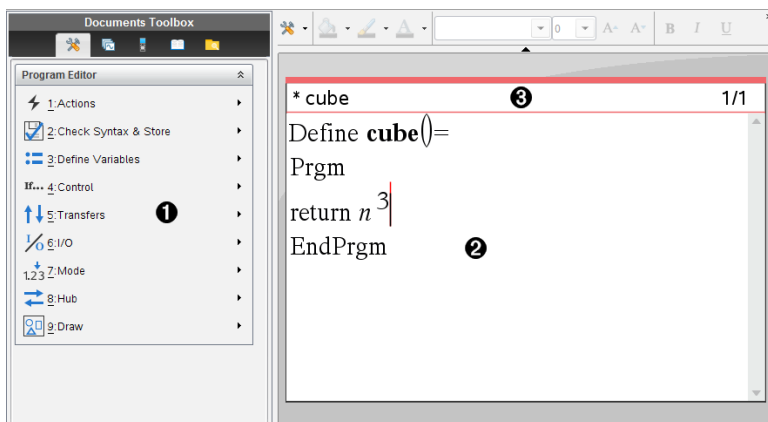 Documents Toolbox
0 A- A- B I U
Program Editor
1:Actions
2:Check Syntax & Store
3:Define Variables
If... 4:Control
5:Transfers ❶
1/0 6:I/O
1.23 7:Mode
8:Hub
9:Draw
* cube ❸ 1/1
Define cube()=
Prgm
return n³
EndPrgm ❷